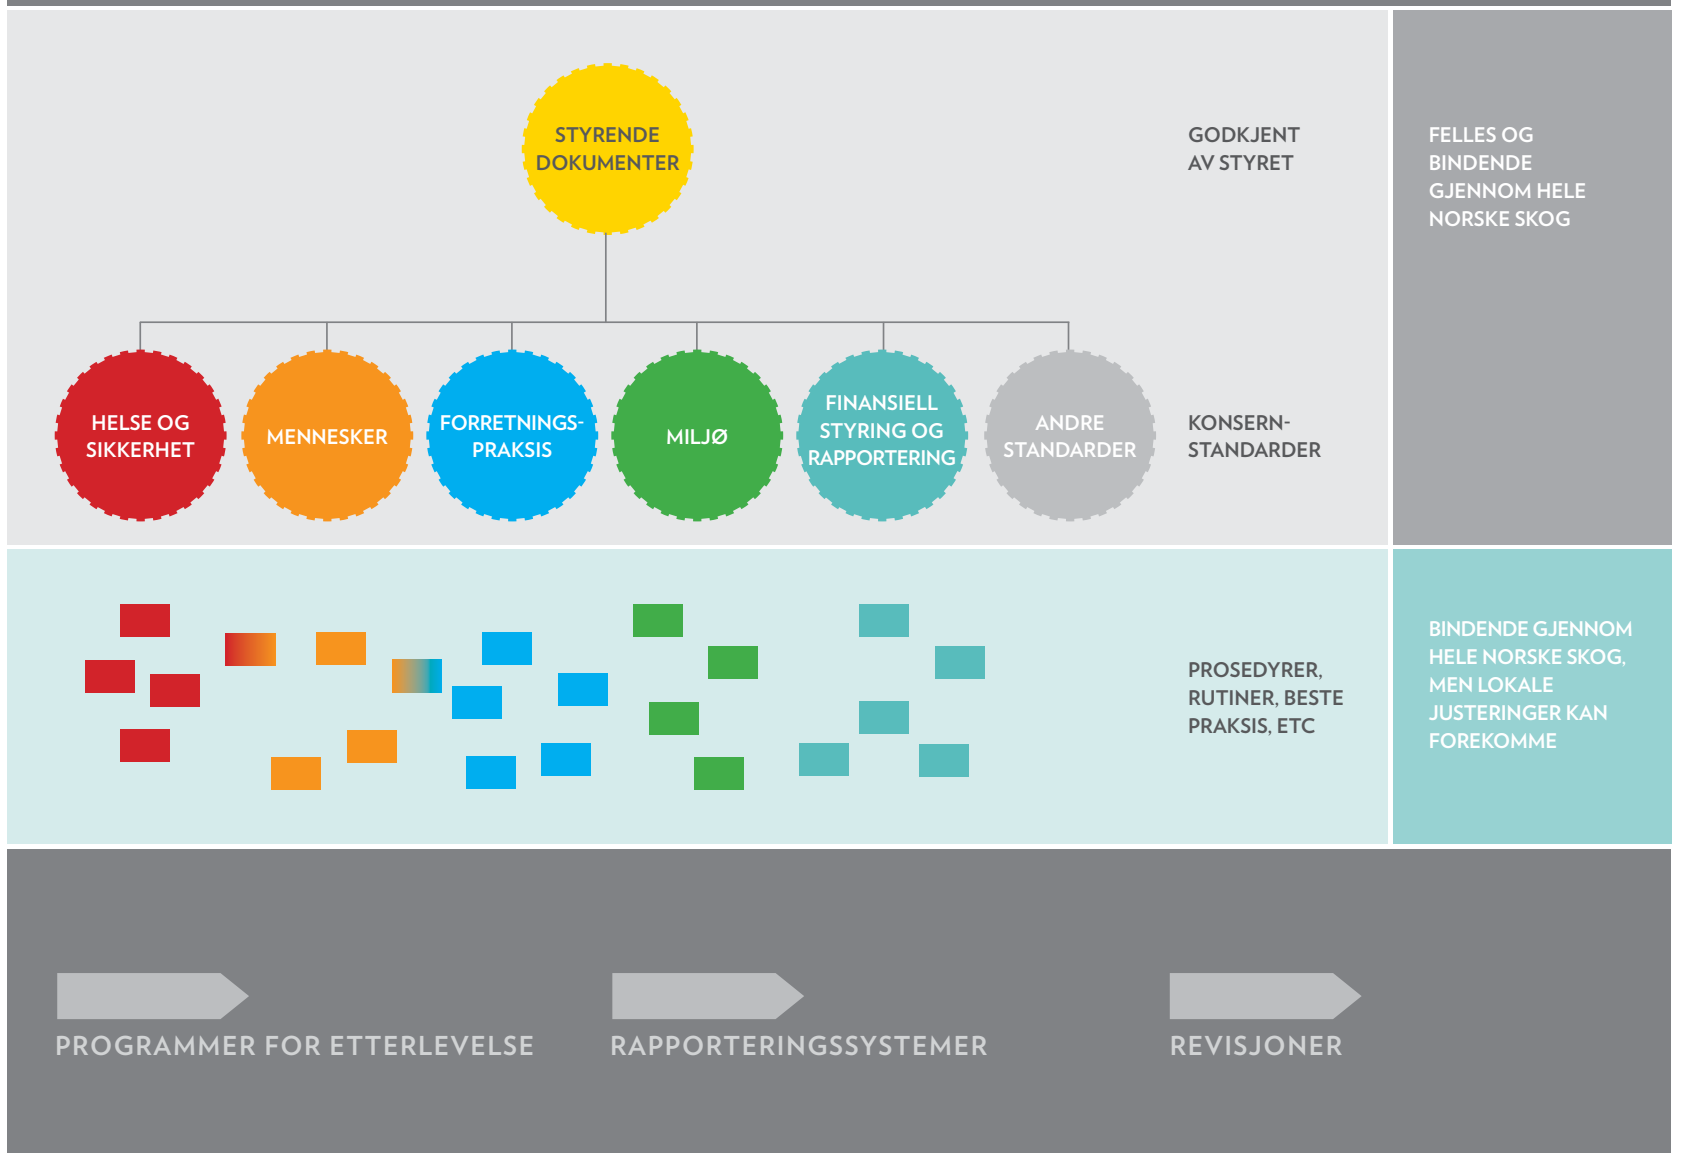 STYRENDE
DOKUMENTER
GODKJENT
AV STYRET
FELLES OG
BINDENDE
GJENNOM HELE
NORSKE SKOG
HELSE OG
SIKKERHET
MENNESKER
FORRETNINGS-
PRAKSIS
MILJØ
FINANSIELL
STYRING OG
RAPPORTERING
ANDRE
STANDARDER
KONSERN-
STANDARDER
PROSEDYRER,
RUTINER, BESTE
PRAKSIS, ETC
BINDENDE GJENNOM
HELE NORSKE SKOG,
MEN LOKALE
JUSTERINGER KAN
FOREKOMME
PROGRAMMER FOR ETTERLEVELSE
RAPPORTERINGSSYSTEMER
REVISJONER